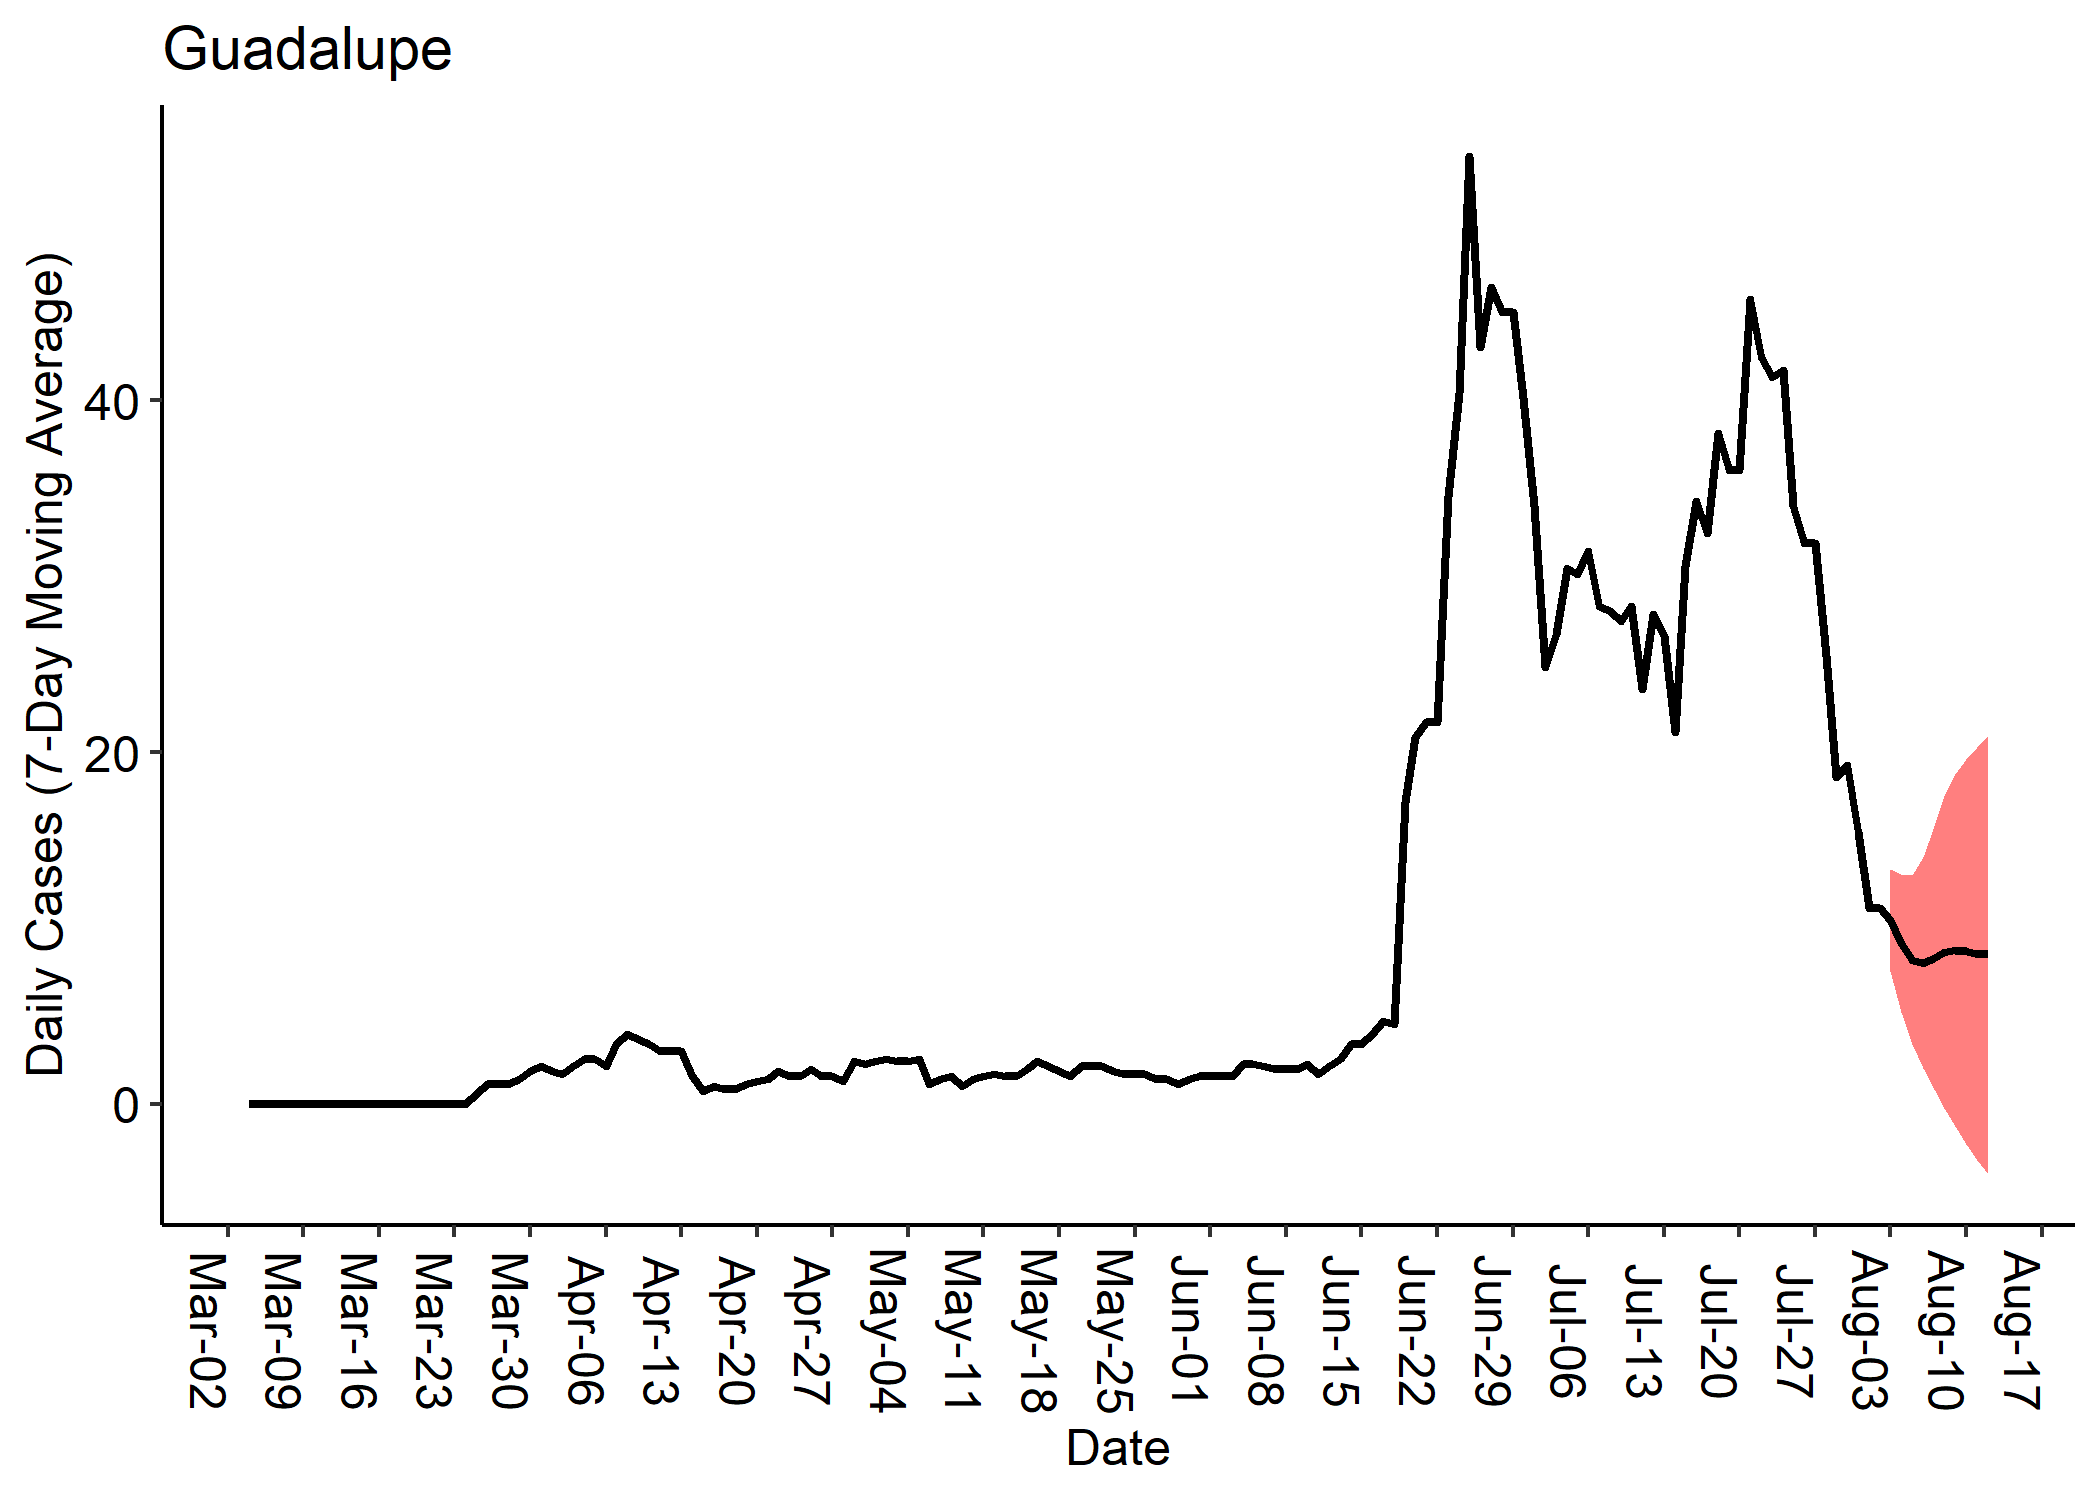 Guadalupe
Daily Cases (7-Day Moving Average)
40
20
0
Mar-02
Mar-09
Mar-16
Mar-23
Mar-30
Apr-06
Apr-13
Apr-20
Apr-27
May-04
May-11
May-18
May-25
Jun-01
Jun-08
Jun-15
Jun-22
Jun-29
Jul-06
Jul-13
Jul-20
Jul-27
Aug-03
Aug-10
Aug-17
Date